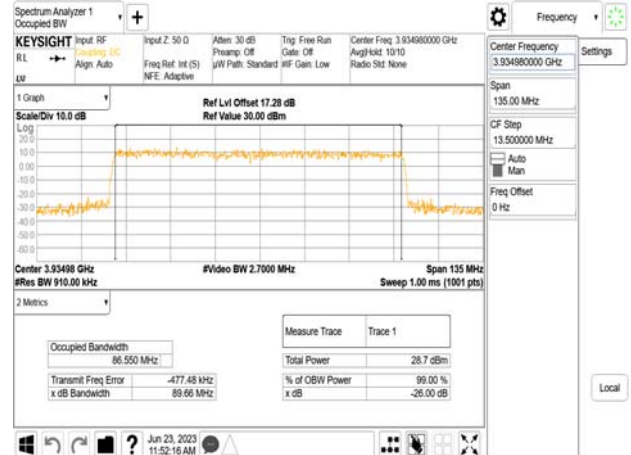 Spectrum Analyzer 1
Occupied BW
Frequency
KEYSIGHT Input: RF Input Z: 50 Ω Atten: 30 dB Trig: Free Run Center Freq: 3.934980000 GHz
RL Coupling: DC Preamp: Off Gate: Off Avg|Hold: 10/10
Align: Auto Freq Ref: Int (S) µW Path: Standard #IF Gain: Low Radio Std: None
NFE: Adaptive
1 Graph
Ref Lvl Offset 17.28 dB
Scale/Div 10.0 dB Ref Value 30.00 dBm
Log
20.0
10.0
0.00
-10.0
-20.0
-30.0
-40.0
-50.0
-60.0
Center 3.93498 GHz #Video BW 2.7000 MHz Span 135 MHz
#Res BW 910.00 kHz Sweep 1.00 ms (1001 pts)
2 Metrics
Measure Trace Trace 1
Occupied Bandwidth
86.550 MHz Total Power 28.7 dBm
Transmit Freq Error -477.48 kHz % of OBW Power 99.00 %
x dB Bandwidth 89.66 MHz x dB -26.00 dB
Jun 23, 2023
11:52:16 AM
Center Frequency
3.934980000 GHz
Settings
Span
135.00 MHz
CF Step
13.500000 MHz
Auto
Man
Freq Offset
0 Hz
Local